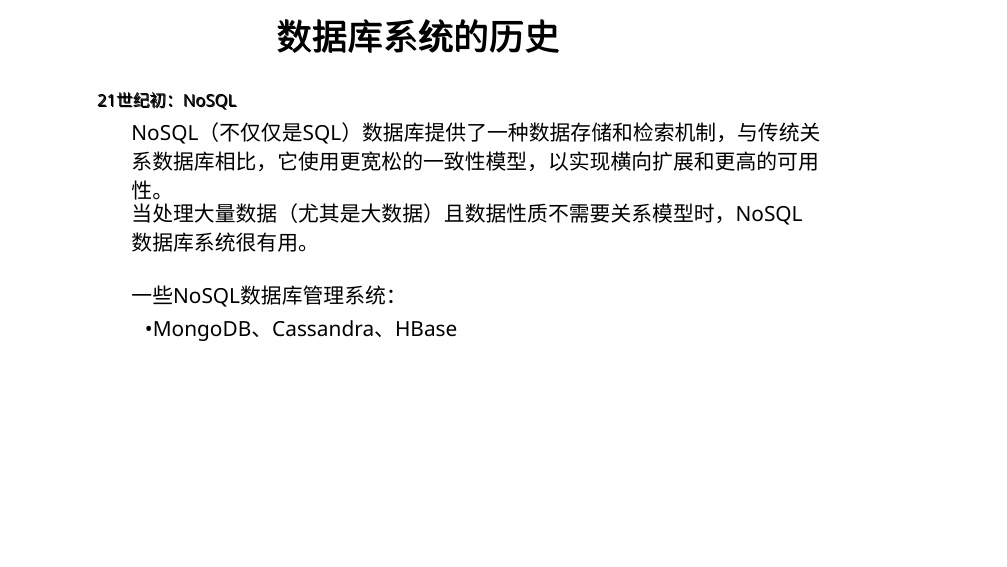 数据库系统的历史
21世纪初：NoSQL
NoSQL（不仅仅是SQL）数据库提供了一种数据存储和检索机制，与传统关
系数据库相比，它使用更宽松的一致性模型，以实现横向扩展和更高的可用
性。
当处理大量数据（尤其是大数据）且数据性质不需要关系模型时，NoSQL
数据库系统很有用。
一些NoSQL数据库管理系统：
•MongoDB、Cassandra、HBase